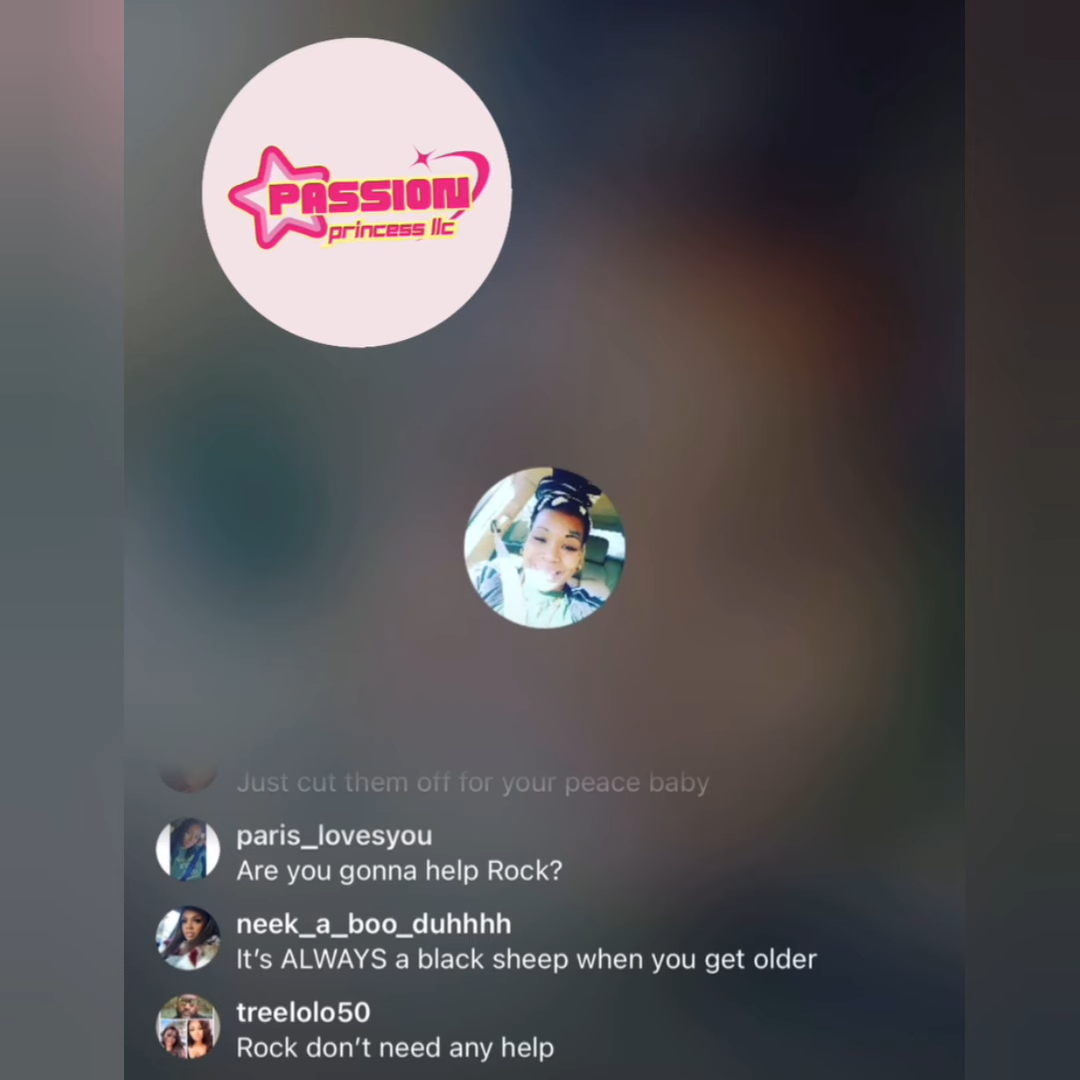 PASSION
princess llc
Just cut them off for your peace baby
paris_lovesyou
Are you gonna help Rock?
neek_a_boo_duhhhh
It’s ALWAYS a black sheep when you get older
treelolo50
Rock don’t need any help